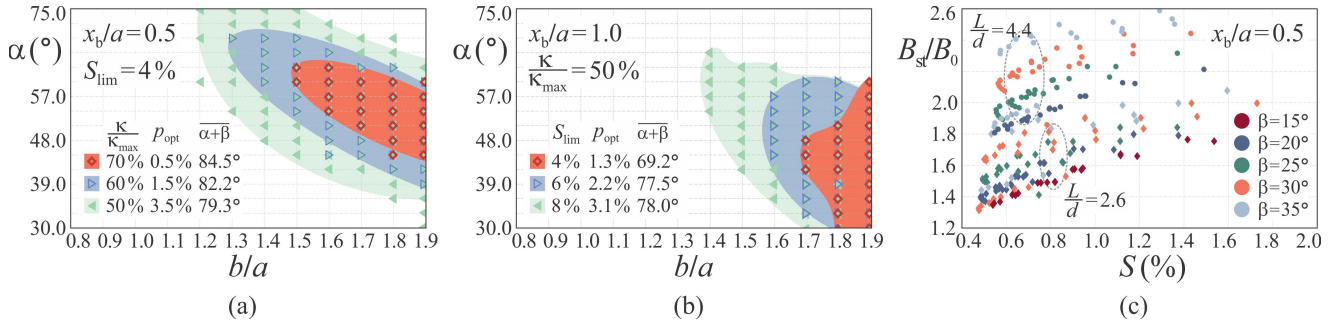 75.0
x_b/a=0.5
α(°)
S_lim=4%
57.0
48.0
κ/κ_max p_opt α+β
70% 0.5% 84.5°
39.0
60% 1.5% 82.2°
50% 3.5% 79.3°
30.0
0.8 0.9 1.0 1.1 1.2 1.3 1.4 1.5 1.6 1.7 1.8 1.9
b/a
(a)
75.0
x_b/a=1.0
α(°)
κ/κ_max=50%
57.0
48.0
S_lim p_opt α+β
4% 1.3% 69.2°
39.0
6% 2.2% 77.5°
8% 3.1% 78.0°
30.0
0.8 0.9 1.0 1.1 1.2 1.3 1.4 1.5 1.6 1.7 1.8 1.9
b/a
(b)
2.6
L/d=4.4
x_b/a=0.5
B_st/B_0
2.0
1.8
β=15°
β=20°
1.6
β=25°
β=30°
1.4
L/d=2.6
β=35°
1.2
0.4 0.6 0.8 1.0 1.2 1.4 1.6 1.8 2.0
S(%)
(c)